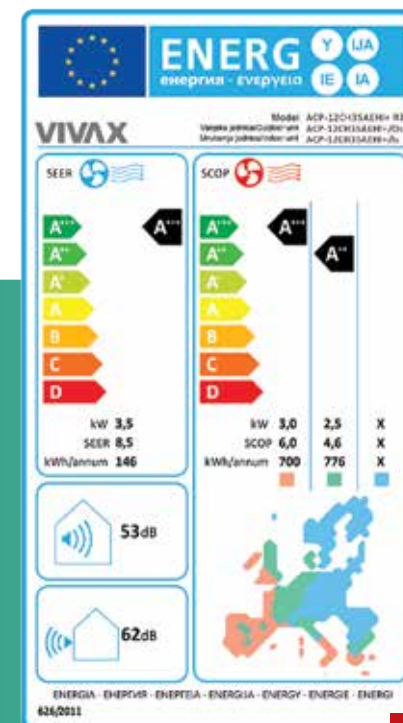 ENERG Y IJA
енергия · ενεργεια IE IA
VIVAX
Model
SEER
SCOP
A+++ A+++
A++
A+
A
B
C
D
kW 3,5
SEER 8,5
kWh/annum 146
A+++ A+++
A++ A++
A+
A
B
C
D
kW 3,0 2,5 X
SCOP 6,0 4,6 X
kWh/annum 700 776 X
53dB
62dB
ENERGIA · ЕНЕРГИЯ · ΕΝΕΡΓΕΙΑ · ENERGIJA · ENERGY · ENERGIE · ENERGI
626/2011